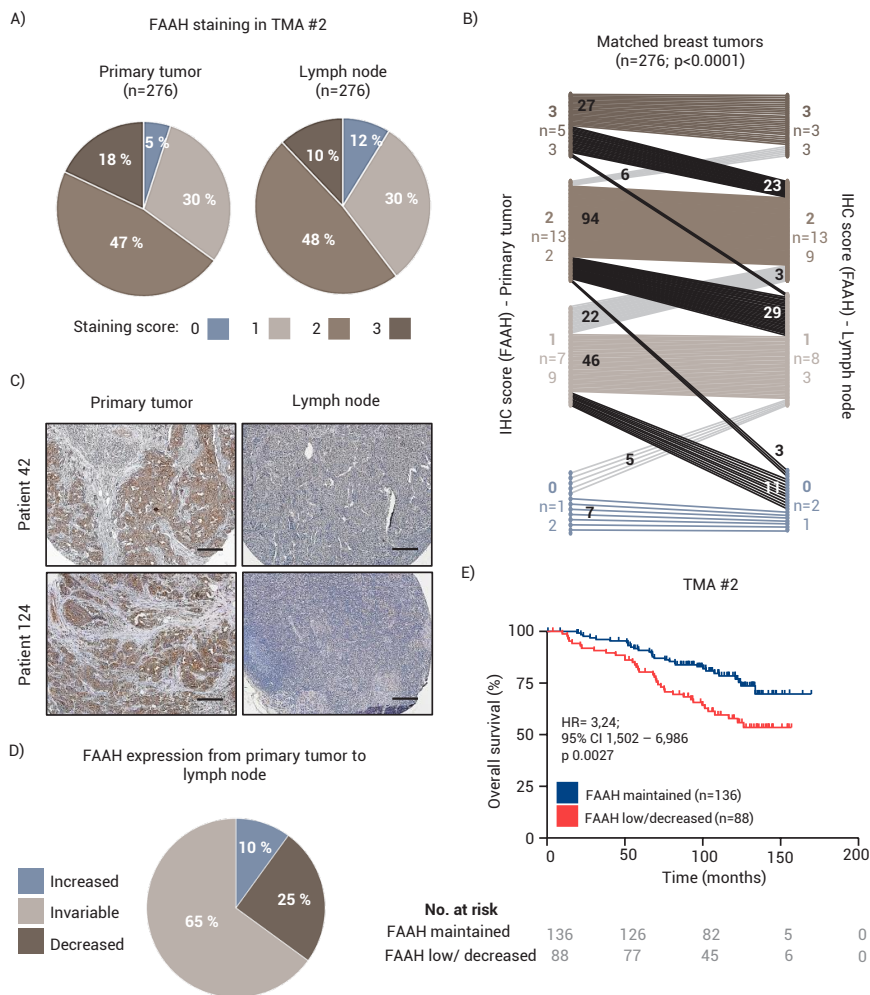 A)
FAAH staining in TMA #2
Primary tumor
(n=276)
Lymph node
(n=276)
5 %
18 %
30 %
47 %
12 %
10 %
30 %
48 %
Staining score: 0 1 2 3
B)
Matched breast tumors
(n=276; p<0.0001)
IHC score (FAAH) - Primary tumor
3
n=5
3
2
n=13
2
1
n=7
9
0
n=1
2
27
6
23
94
3
22
29
46
5
3
11
7
3
n=3
3
2
n=13
9
1
n=8
3
0
n=2
1
IHC score (FAAH) - Lymph node
C)
Primary tumor
Lymph node
Patient 42
Patient 124
D)
FAAH expression from primary tumor to
lymph node
10 %
25 %
65 %
Increased
Invariable
Decreased
E)
TMA #2
Overall survival (%)
100
75
50
25
0
HR= 3,24;
95% CI 1,502 – 6,986
p 0.0027
FAAH maintained (n=136)
FAAH low/decreased (n=88)
0 50 100 150 200
Time (months)
No. at risk
FAAH maintained 136 126 82 5 0
FAAH low/ decreased 88 77 45 6 0